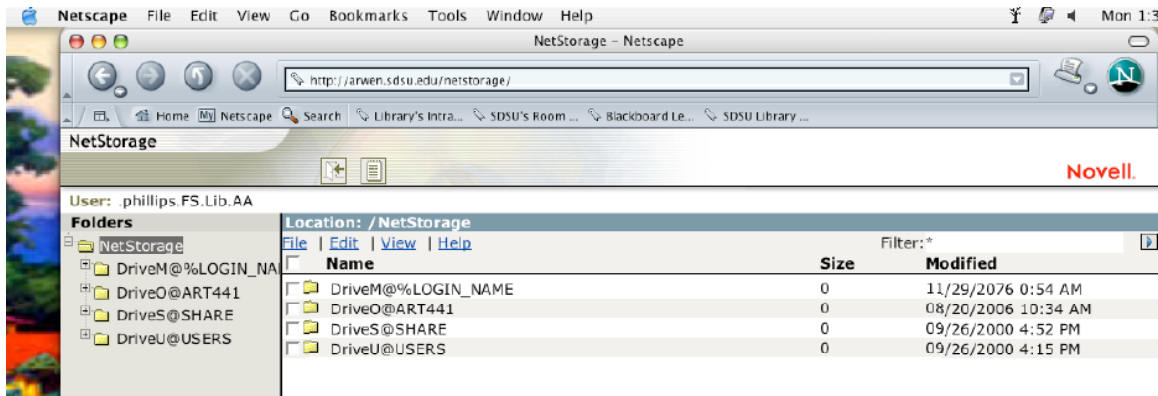 Netscape File Edit View Go Bookmarks Tools Window Help Mon 1:3
NetStorage – Netscape
http://arwen.sdsu.edu/netstorage/
N
Home My Netscape Search Library's Intra... SDSU's Room ... Blackboard Le... SDSU Library ...
NetStorage
Novell.
User: .phillips.FS.Lib.AA
Folders
NetStorage
DriveM@%LOGIN_NA
DriveO@ART441
DriveS@SHARE
DriveU@USERS
Location: /NetStorage
File | Edit | View | Help Filter:*
Name Size Modified
DriveM@%LOGIN_NAME 0 11/29/2076 0:54 AM
DriveO@ART441 0 08/20/2006 10:34 AM
DriveS@SHARE 0 09/26/2000 4:52 PM
DriveU@USERS 0 09/26/2000 4:15 PM